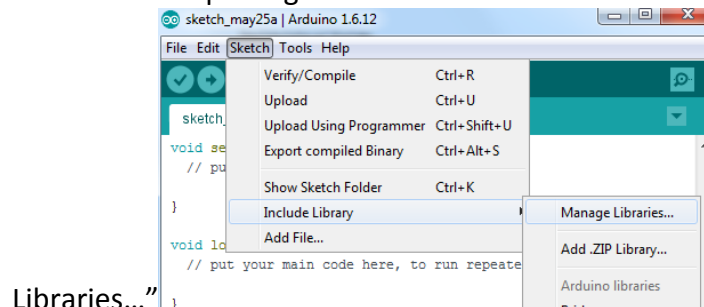 sketch_may25a | Arduino 1.6.12
File Edit Sketch Tools Help
Verify/Compile Ctrl+R
Upload Ctrl+U
sketch_
Upload Using Programmer Ctrl+Shift+U
void se
Export compiled Binary Ctrl+Alt+S
// pu
Show Sketch Folder Ctrl+K
}
Include Library Manage Libraries...
Add File...
void lo
Add .ZIP Library...
// put your main code here, to run repeate
Arduino libraries
Libraries…”
}